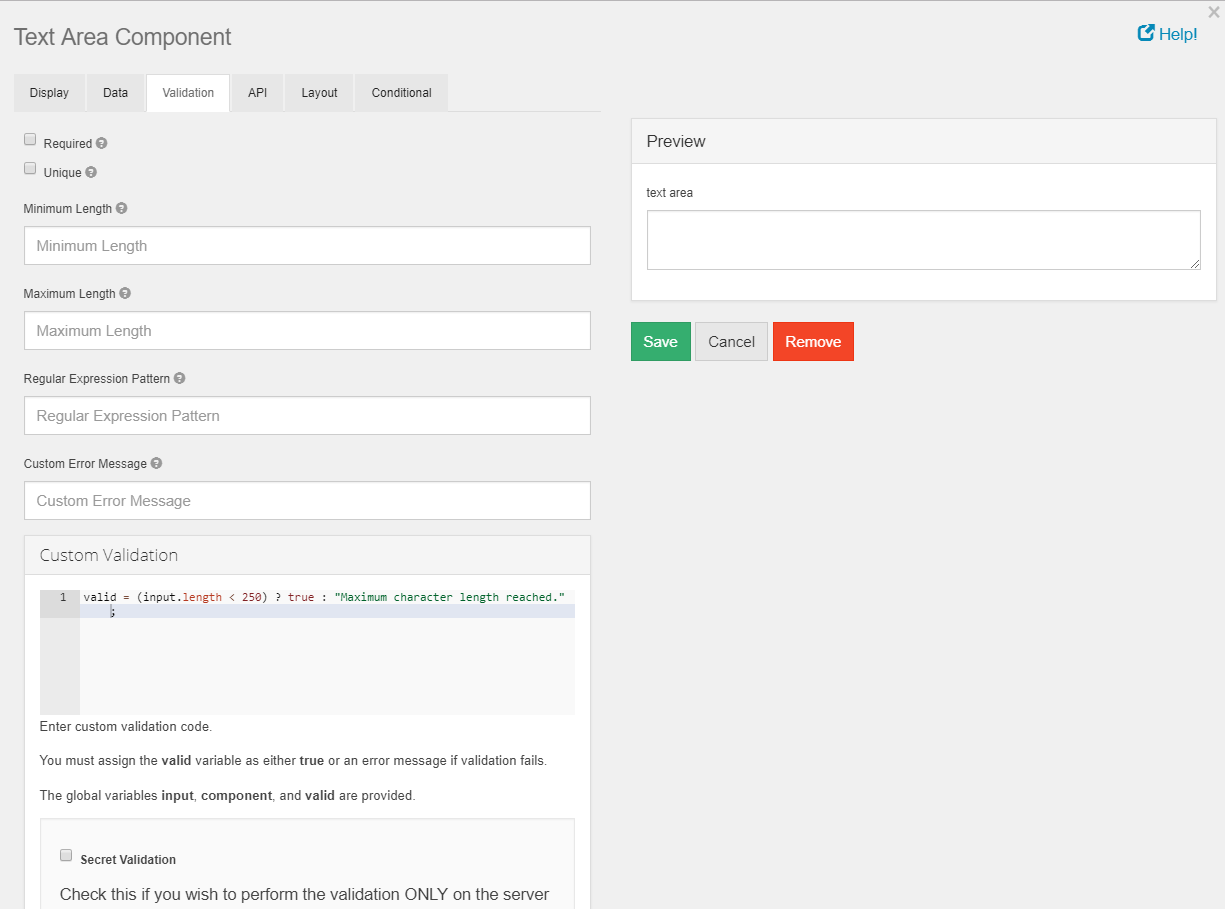 ×
Text Area Component
Help!
Display Data Validation API Layout Conditional
Required
Unique
Minimum Length
Minimum Length
Maximum Length
Maximum Length
Regular Expression Pattern
Regular Expression Pattern
Custom Error Message
Custom Error Message
Custom Validation
1 valid = (input.length < 250) ? true : "Maximum character length reached."
;
Enter custom validation code.
You must assign the valid variable as either true or an error message if validation fails.
The global variables input, component, and valid are provided.
Secret Validation
Check this if you wish to perform the validation ONLY on the server
Preview
text area
Save Cancel Remove